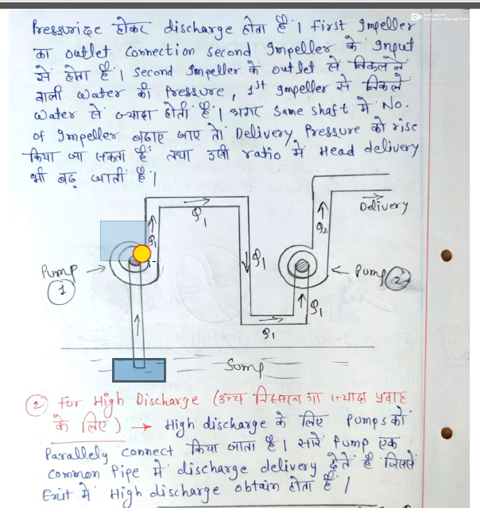 Pressurize होकर discharge होता है। First Impeller
का outlet Connection second Impeller के Input
से होता है। Second Impeller के outlet से निकलने
वाली water की Pressure, 1st Impeller से निकले
water से ज्यादा होती है। अगर Same shaft में No.
of Impeller बढ़ाए जाए तो Delivery Pressure को rise
किया जा सकता है तथा उसी ratio में Head delivery
भी बढ़ जाती है।
Q1
Q2
Delivery
Q1
Q1
Pump
1
Pump 2
Q1
Q1
Sump
② For High Discharge (उच्च निस्सरण या ज्यादा प्रवाह
के लिए) → High discharge के लिए Pumps को
Parallely Connect किया जाता है। सारे Pump एक
Common Pipe में discharge delivery देते हैं जिससे
Exit में High discharge obtain होता है।